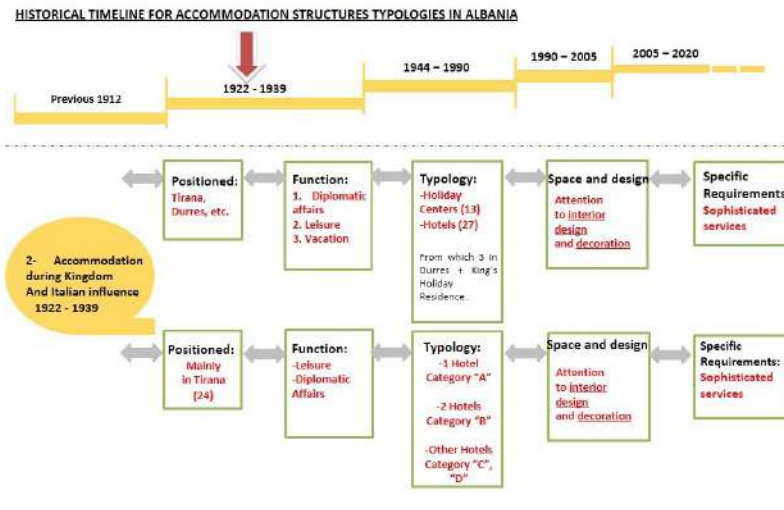 HISTORICAL TIMELINE FOR ACCOMMODATION STRUCTURES TYPOLOGIES IN ALBANIA
Previous 1912
1922 - 1939
1944 – 1990
1990 – 2005
2005 - 2020
2- Accommodation
during Kingdom
And Italian influence
1922 - 1939
Positioned:
Tirana,
Durres, etc.
Function:
1. Diplomatic
affairs
2. Leisure
3. Vacation
Typology:
-Holiday
Centers (13)
-Hotels (27)
From which 3 in
Durres + King's
Holiday
Residence.
Space and design
Attention
to interior
design
and decoration
Specific
Requirements
Sophisticated
services
Positioned:
Mainly
in Tirana
(24)
Function:
-Leisure
-Diplomatic
Affairs
Typology:
-1 Hotel
Category "A"
-2 Hotels
Category "B"
-Other Hotels
Category "C",
"D"
Space and design
Attention
to interior
design
and decoration
Specific
Requirements:
Sophisticated
services